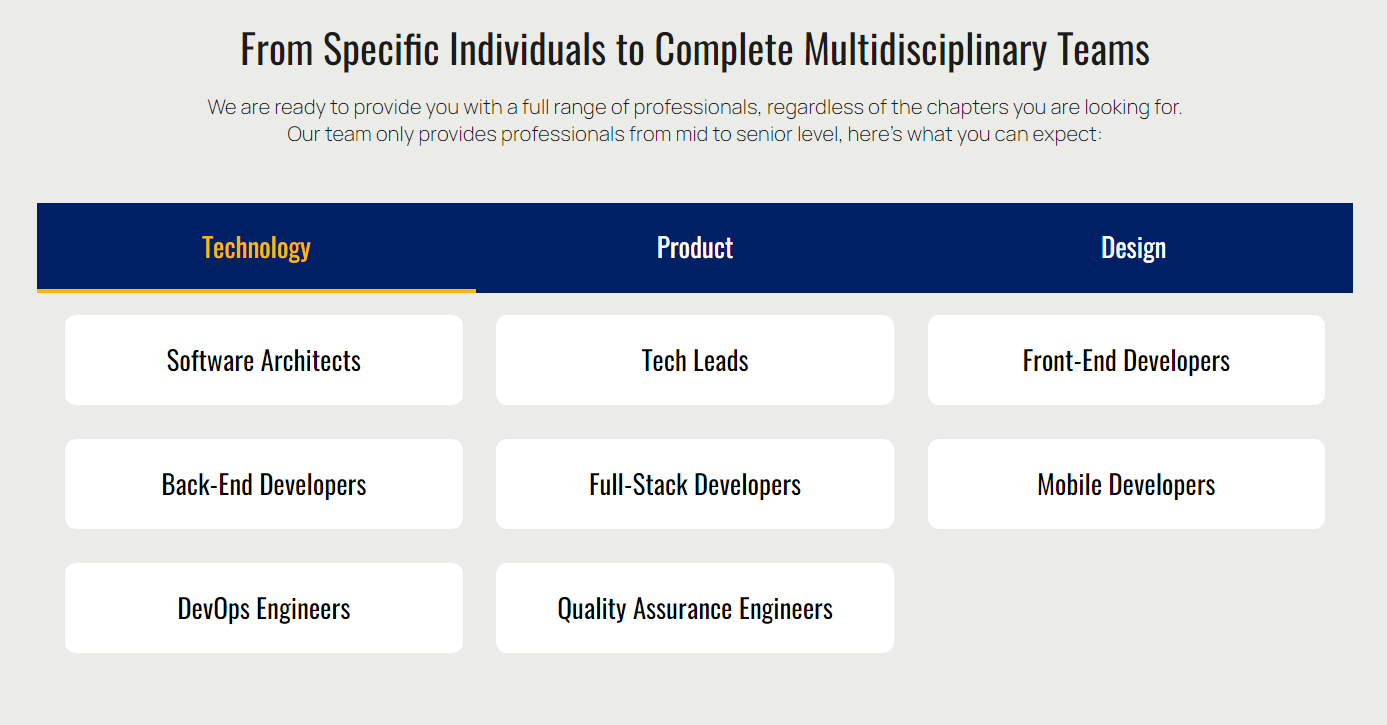 From Specific Individuals to Complete Multidisciplinary Teams
We are ready to provide you with a full range of professionals, regardless of the chapters you are looking for.
Our team only provides professionals from mid to senior level, here's what you can expect:
Technology
Product
Design
Software Architects
Tech Leads
Front-End Developers
Back-End Developers
Full-Stack Developers
Mobile Developers
DevOps Engineers
Quality Assurance Engineers